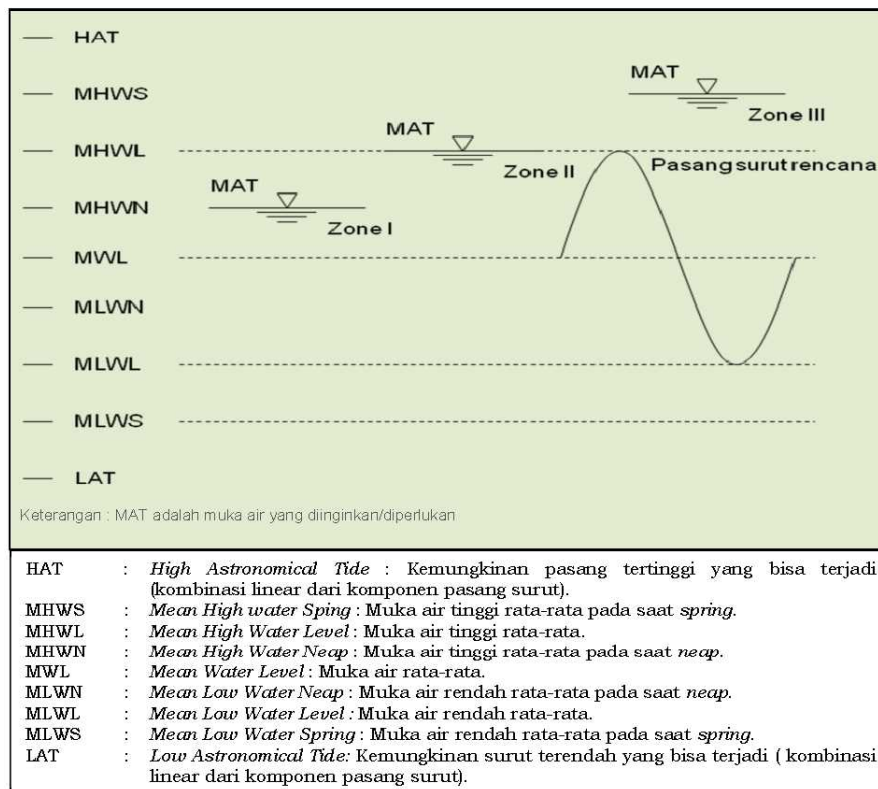 HAT
MAT
MHWS
Zone III
MAT
MHWL
Zone II
Pasang surut rencana
MAT
MHWN
Zone I
MWL
MLWN
MLWL
MLWS
LAT
Keterangan : MAT adalah muka air yang diinginkan/diperlukan
HAT : High Astronomical Tide : Kemungkinan pasang tertinggi yang bisa terjadi
(kombinasi linear dari komponen pasang surut).
MHWS : Mean High water Sping : Muka air tinggi rata-rata pada saat spring.
MHWL : Mean High Water Level : Muka air tinggi rata-rata.
MHWN : Mean High Water Neap : Muka air tinggi rata-rata pada saat neap.
MWL : Mean Water Level : Muka air rata-rata.
MLWN : Mean Low Water Neap : Muka air rendah rata-rata pada saat neap.
MLWL : Mean Low Water Level : Muka air rendah rata-rata.
MLWS : Mean Low Water Spring : Muka air rendah rata-rata pada saat spring.
LAT : Low Astronomical Tide: Kemungkinan surut terendah yang bisa terjadi ( kombinasi
linear dari komponen pasang surut).